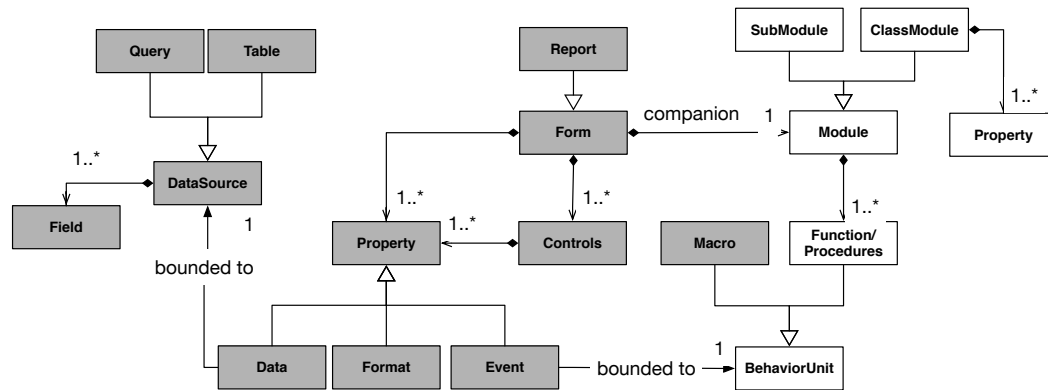 SubModule
ClassModule
Query
Table
Report
companion
1
1..*
Form
Module
Property
1..*
DataSource
1..*
1..*
1..*
Field
1
1..*
Property
Controls
Macro
Function/
Procedures
bounded to
Data
Format
Event
bounded to
1
BehaviorUnit